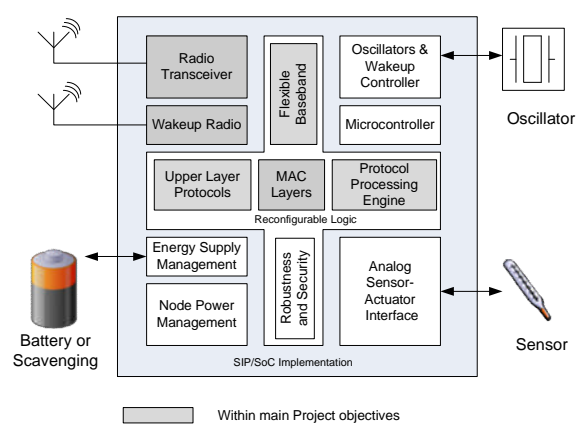 Radio
Transceiver
Flexible
Baseband
Oscillators &
Wakeup
Controller
Oscillator
Wakeup Radio
Microcontroller
Upper Layer
Protocols
MAC
Layers
Protocol
Processing
Engine
Reconfigurable Logic
Energy Supply
Management
Robustness
and Security
Analog
Sensor-
Actuator
Interface
Node Power
Management
Battery or
Scavenging
Sensor
SIP/SoC Implementation
Within main Project objectives